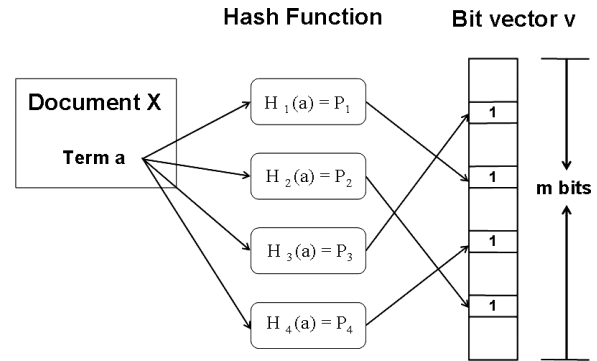 Hash Function
Bit vector v
Document X
Term a
H 1(a) = P1
H 2(a) = P2
H 3(a) = P3
H 4(a) = P4
1
1
1
1
m bits